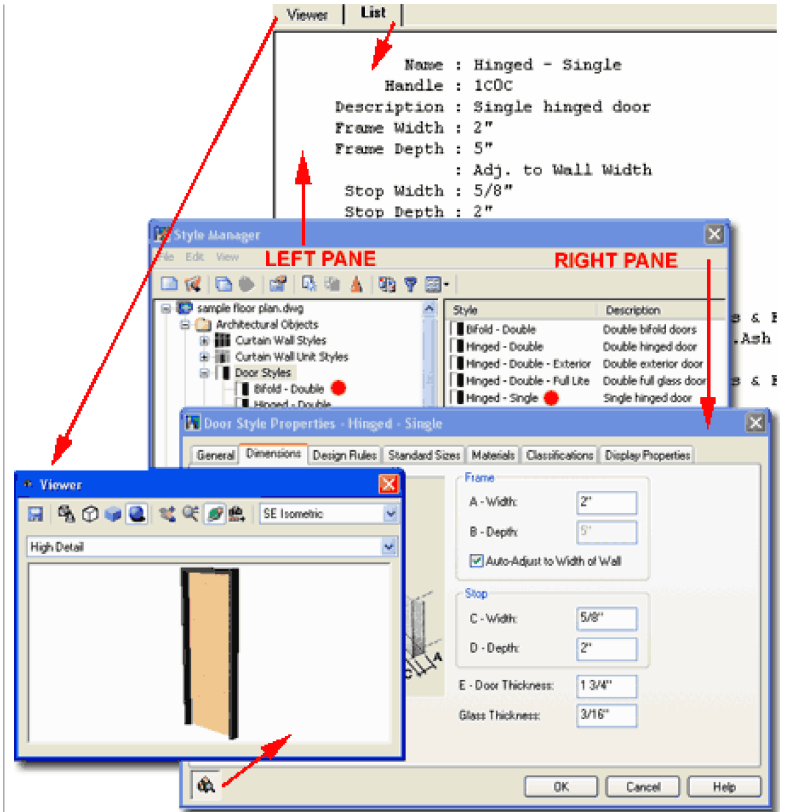 Viewer List
Name : Hinged - Single
Handle : 1C0C
Description : Single hinged door
Frame Width : 2"
Frame Depth : 5"
: Adj. to Wall Width
Stop Width : 5/8"
Stop Depth : 2"
Style Manager
File Edit View
LEFT PANE
RIGHT PANE
sample floor plan.dwg
Architectural Objects
Curtain Wall Styles
Curtain Wall Unit Styles
Door Styles
Bifold - Double
Hinged - Double
Style Description
Bifold - Double Double bifold doors
Hinged - Double Double hinged door
Hinged - Double - Exterior Double exterior door
Hinged - Double - Full Lite Double full glass door
Hinged - Single Single hinged door
s & F
.Ash
s & F
Door Style Properties - Hinged - Single
General Dimensions Design Rules Standard Sizes Materials Classifications Display Properties
Frame
A - Width: 2"
B - Depth: 5"
Auto-Adjust to Width of Wall
Stop
C - Width: 5/8"
D - Depth: 2"
E - Door Thickness: 1 3/4"
Glass Thickness: 3/16"
C
A
OK Cancel Help
Viewer
SE Isometric
High Detail